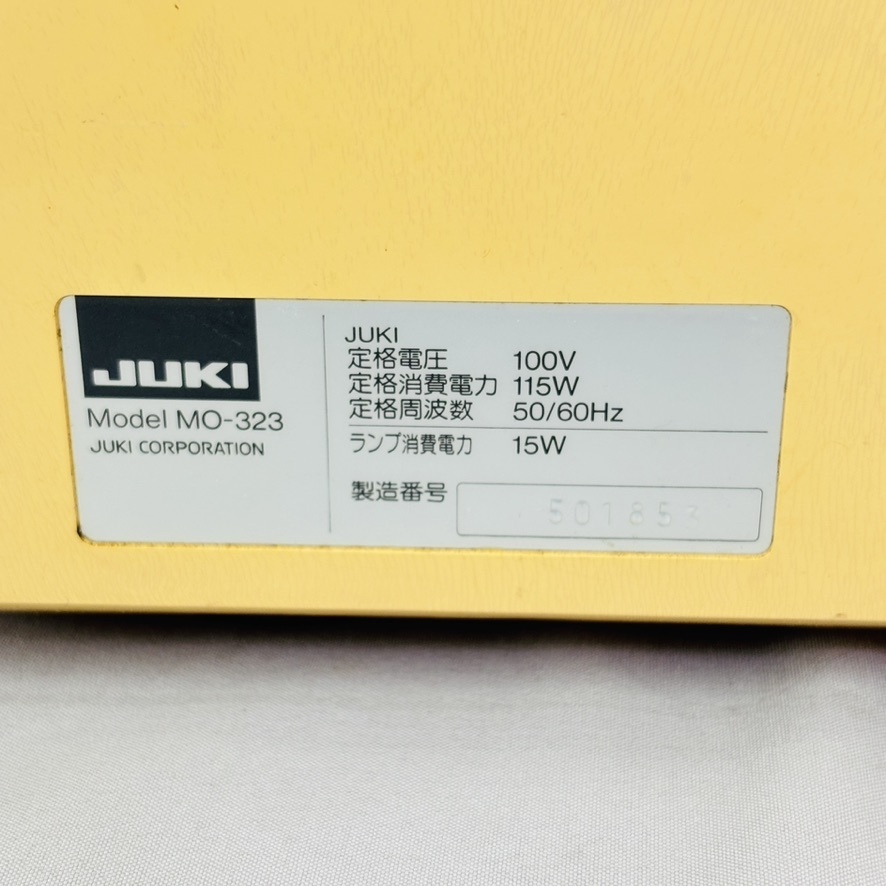 JUKI
Model MO-323
JUKI CORPORATION
JUKI
定格電圧 100V
定格消費電力 115W
定格周波数 50/60Hz
ランプ消費電力 15W
製造番号 501653